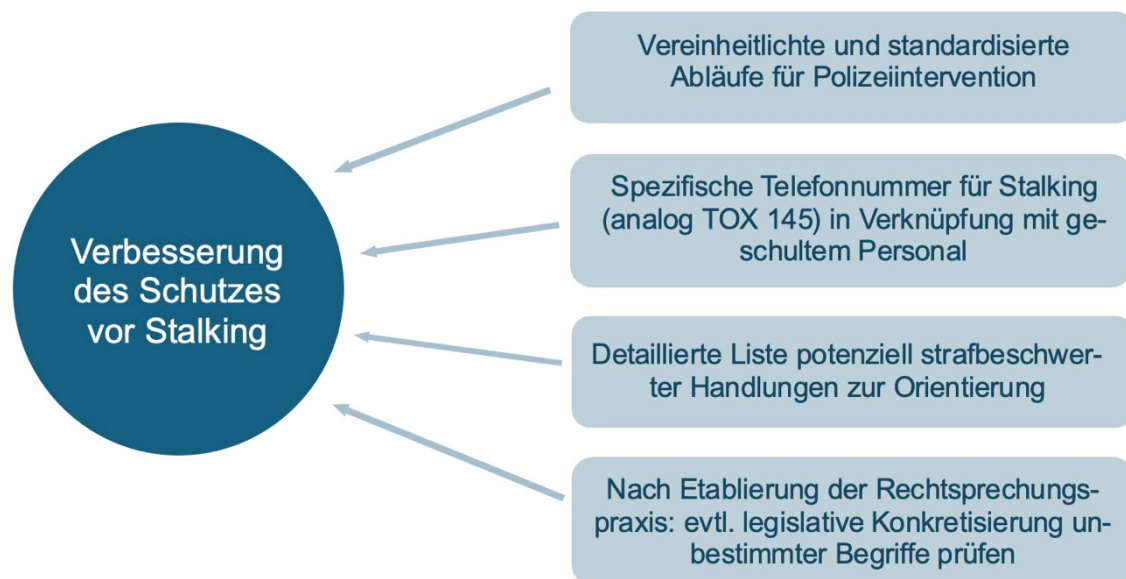 Vereinheitlichte und standardisierte
Abläufe für Polizeiintervention
Spezifische Telefonnummer für Stalking
(analog TOX 145) in Verknüpfung mit ge-
schultem Personal
Verbesserung
des Schutzes
vor Stalking
Detaillierte Liste potenziell strafbeschwer-
ter Handlungen zur Orientierung
Nach Etablierung der Rechtsprechungs-
praxis: evtl. legislative Konkretisierung un-
bestimmter Begriffe prüfen